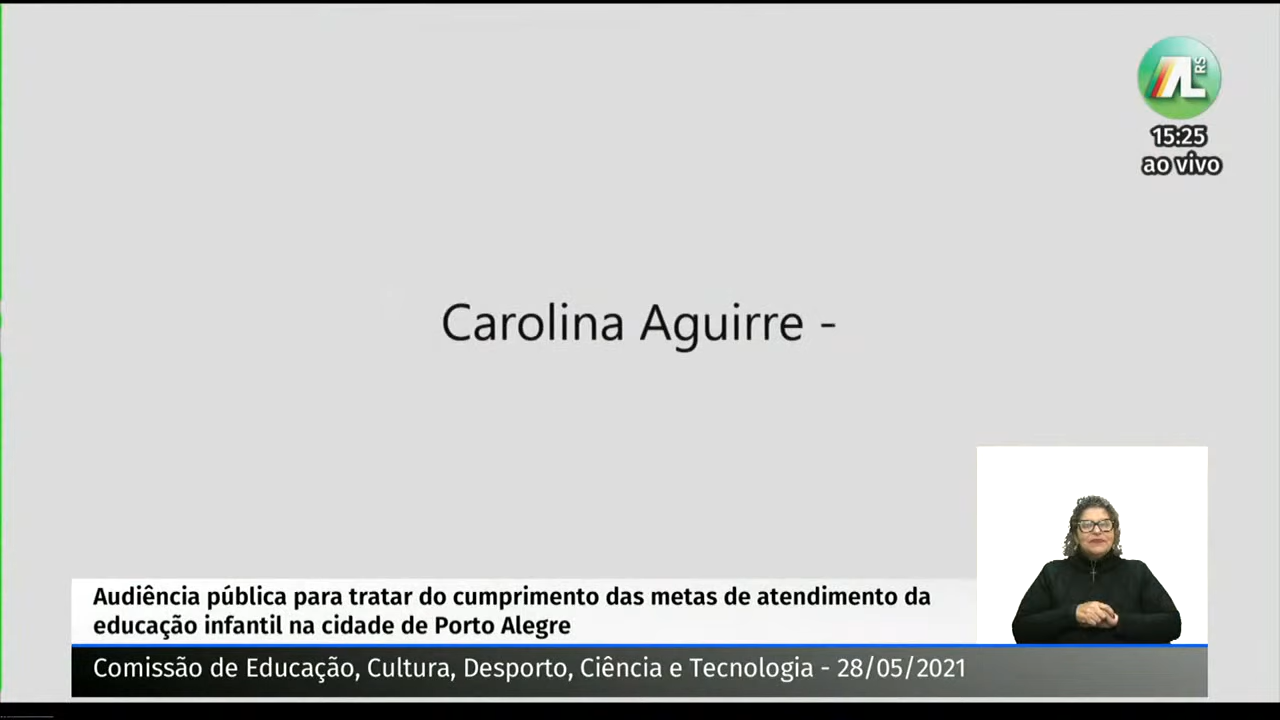 AL RS
15:25
ao vivo
Carolina Aguirre -
Audiência pública para tratar do cumprimento das metas de atendimento da
educação infantil na cidade de Porto Alegre
Comissão de Educação, Cultura, Desporto, Ciência e Tecnologia - 28/05/2021